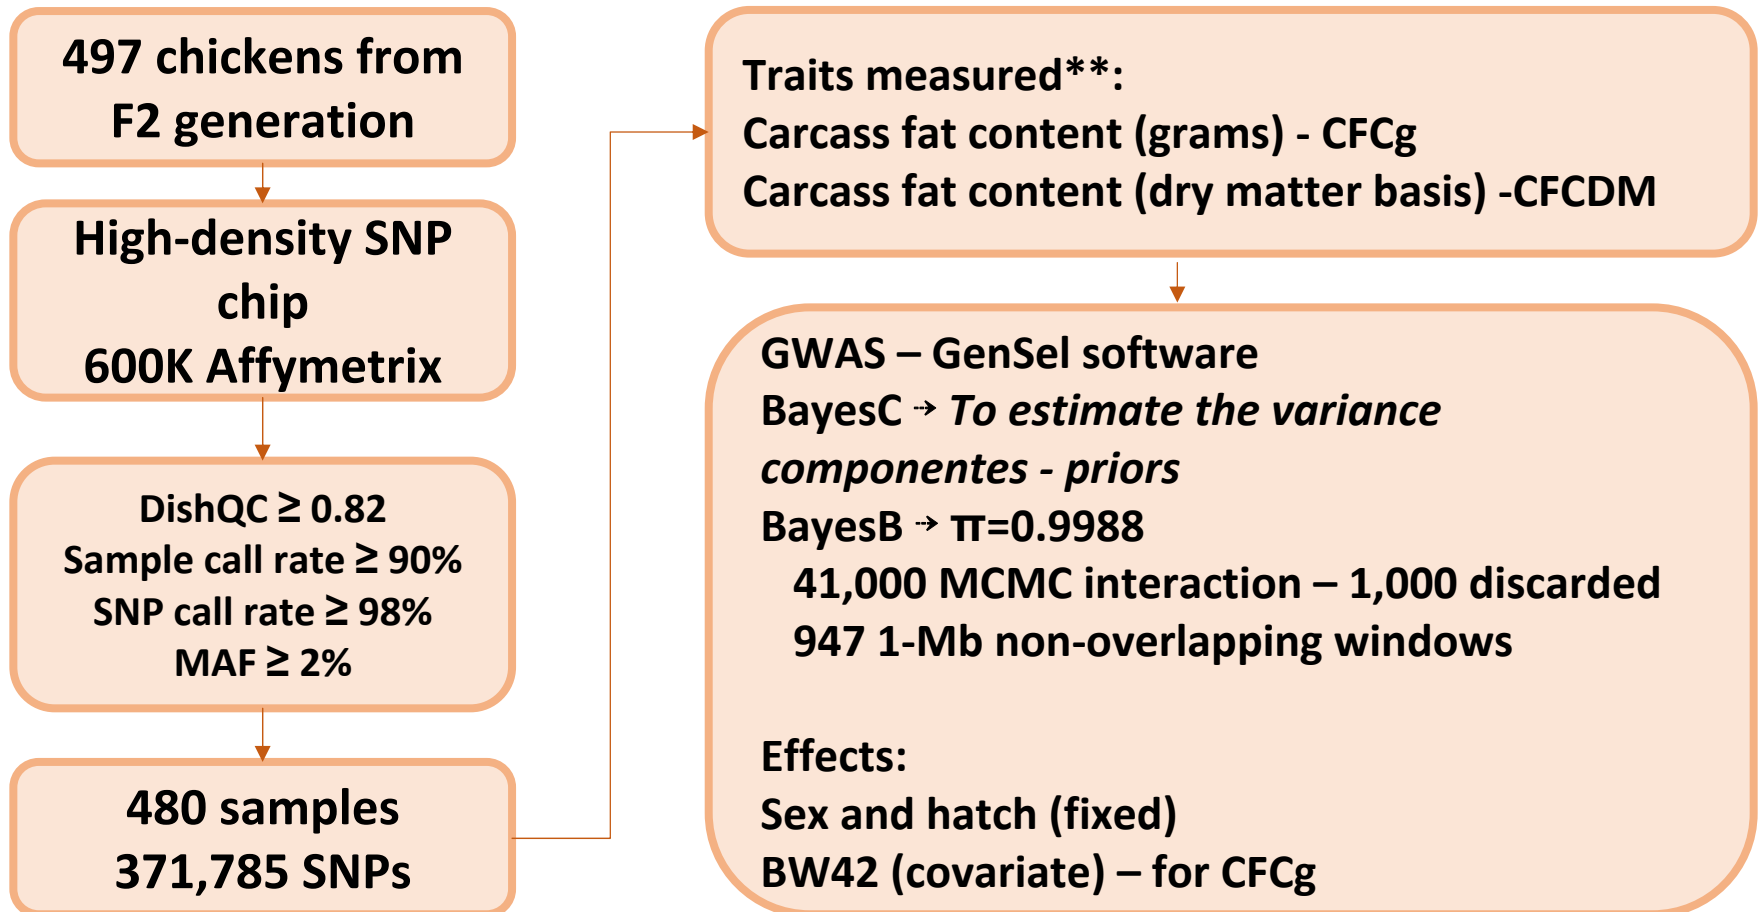 497 chickens from
F2 generation
High-density SNP
chip
600K Affymetrix
DishQC ≥ 0.82
Sample call rate ≥ 90%
SNP call rate ≥ 98%
MAF ≥ 2%
480 samples
371,785 SNPs
Traits measured**:
Carcass fat content (grams) - CFCg
Carcass fat content (dry matter basis) -CFCDM
GWAS – GenSel software
BayesC → To estimate the variance
componentes - priors
BayesB → π=0.9988
41,000 MCMC interaction – 1,000 discarded
947 1-Mb non-overlapping windows
Effects:
Sex and hatch (fixed)
BW42 (covariate) – for CFCg